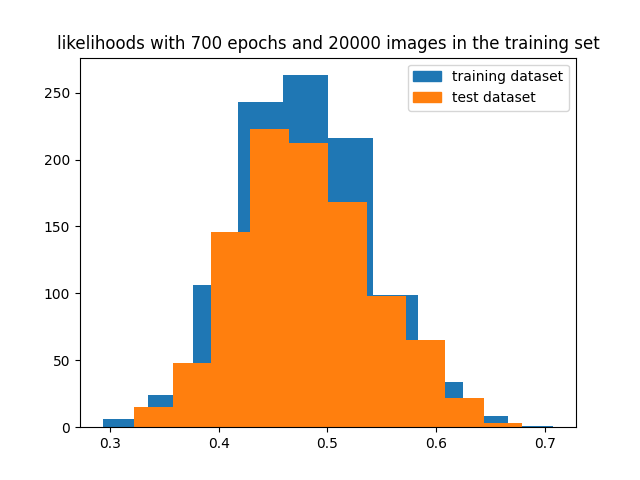 likelihoods with 700 epochs and 20000 images in the training set
training dataset
test dataset
250
200
150
100
50
0
0.3 0.4 0.5 0.6 0.7